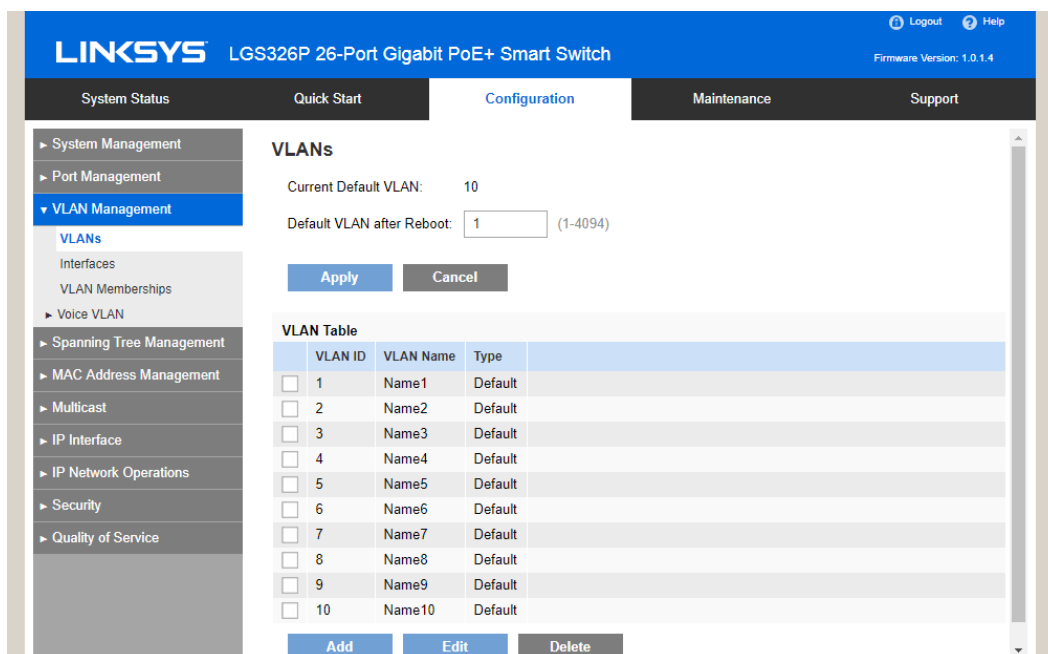 Logout Help
LINKSYS LGS326P 26-Port Gigabit PoE+ Smart Switch
Firmware Version: 1.0.1.4
System Status Quick Start Configuration Maintenance Support
System Management
Port Management
VLAN Management
VLANs
Interfaces
VLAN Memberships
Voice VLAN
Spanning Tree Management
MAC Address Management
Multicast
IP Interface
IP Network Operations
Security
Quality of Service
VLANs
Current Default VLAN: 10
Default VLAN after Reboot: 1 (1-4094)
Apply Cancel
VLAN Table
VLAN ID VLAN Name Type
1 Name1 Default
2 Name2 Default
3 Name3 Default
4 Name4 Default
5 Name5 Default
6 Name6 Default
7 Name7 Default
8 Name8 Default
9 Name9 Default
10 Name10 Default
Add Edit Delete